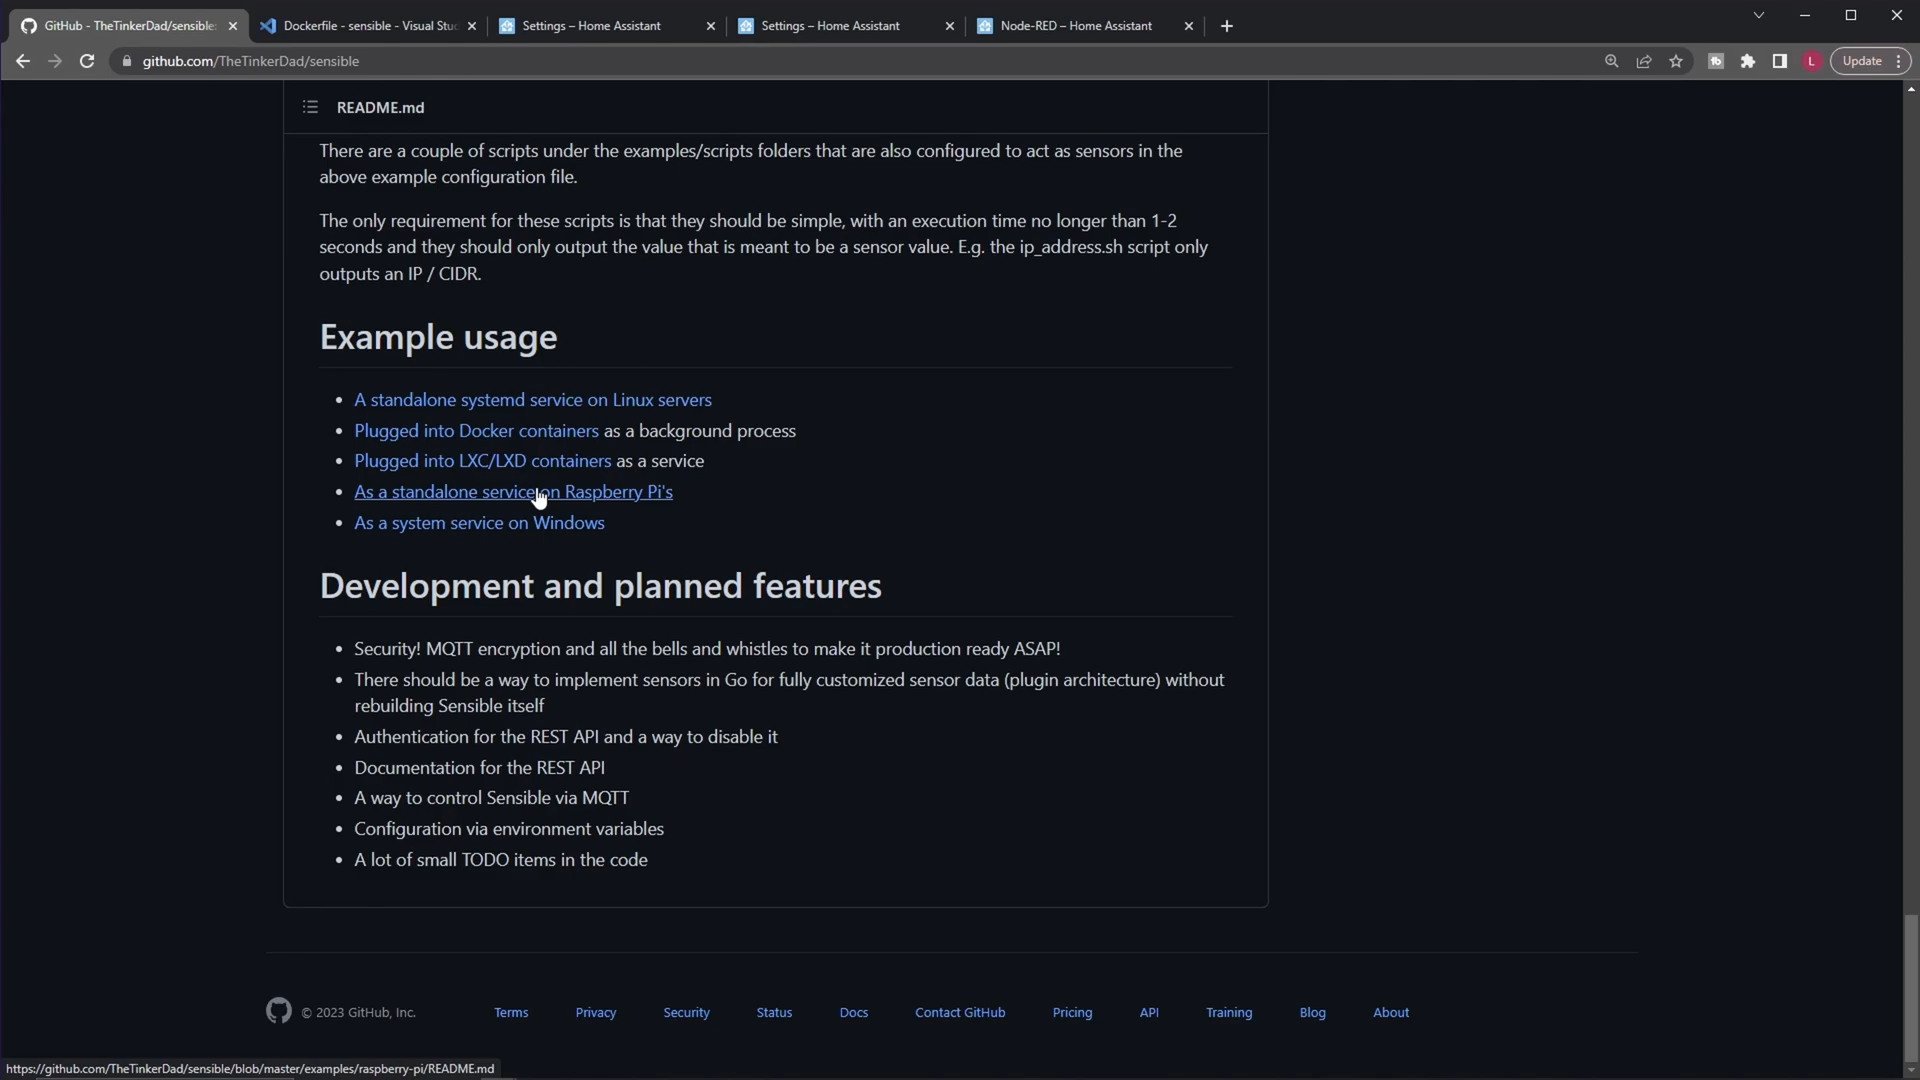 GitHub - TheTinkerDad/sensible:
Dockerfile - sensible - Visual Stu
Settings – Home Assistant
Settings – Home Assistant
Node-RED – Home Assistant
github.com/TheTinkerDad/sensible
L
Update
README.md
There are a couple of scripts under the examples/scripts folders that are also configured to act as sensors in the
above example configuration file.
The only requirement for these scripts is that they should be simple, with an execution time no longer than 1-2
seconds and they should only output the value that is meant to be a sensor value. E.g. the ip_address.sh script only
outputs an IP / CIDR.
Example usage
• A standalone systemd service on Linux servers
• Plugged into Docker containers as a background process
• Plugged into LXC/LXD containers as a service
• As a standalone service on Raspberry Pi's
• As a system service on Windows
Development and planned features
• Security! MQTT encryption and all the bells and whistles to make it production ready ASAP!
• There should be a way to implement sensors in Go for fully customized sensor data (plugin architecture) without
rebuilding Sensible itself
• Authentication for the REST API and a way to disable it
• Documentation for the REST API
• A way to control Sensible via MQTT
• Configuration via environment variables
• A lot of small TODO items in the code
© 2023 GitHub, Inc.
Terms
Privacy
Security
Status
Docs
Contact GitHub
Pricing
API
Training
Blog
About
https://github.com/TheTinkerDad/sensible/blob/master/examples/raspberry-pi/README.md